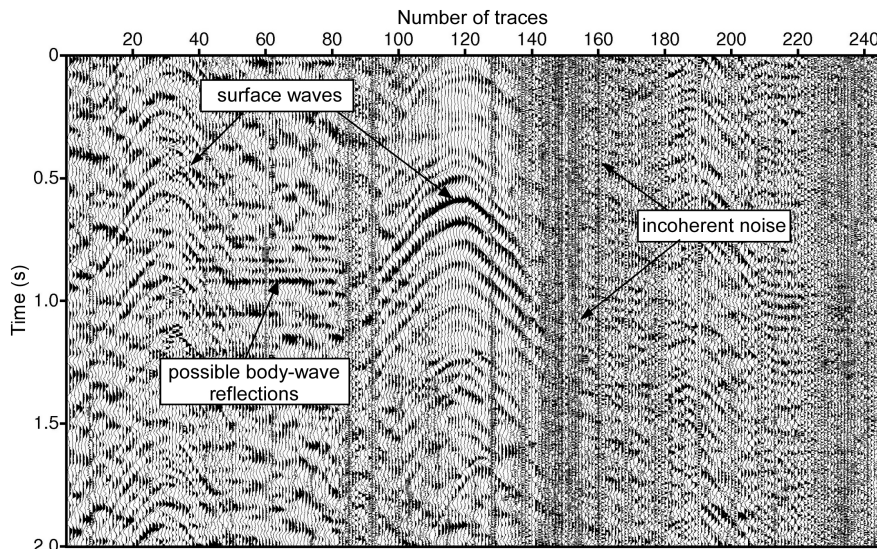 Number of traces
20 40 60 80 100 120 140 160 180 200 220 240
0
surface waves
0.5
incoherent noise
Time (s)
1.0
possible body-wave
reflections
1.5
2.0